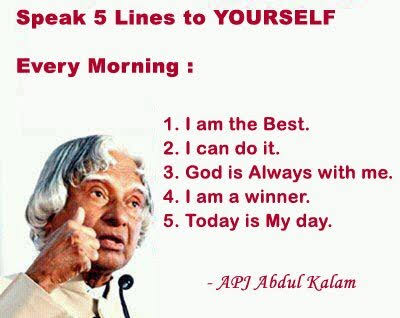 Speak 5 Lines to YOURSELF
Every Morning :
1. I am the Best.
2. I can do it.
3. God is Always with me.
4. I am a winner.
5. Today is My day.
- APJ Abdul Kalam